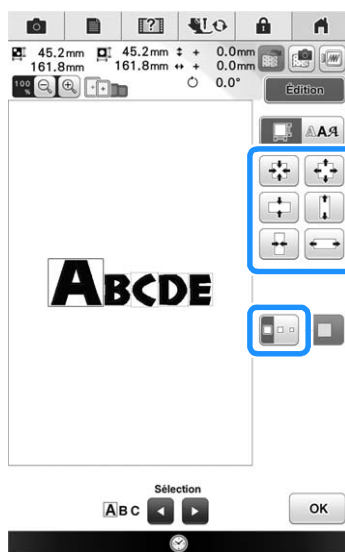 45.2mm 45.2mm + 0.0mm
161.8mm 161.8mm + 0.0mm
100 % 0.0°
Édition
AAA
ABCDE
Sélection
ABC
OK